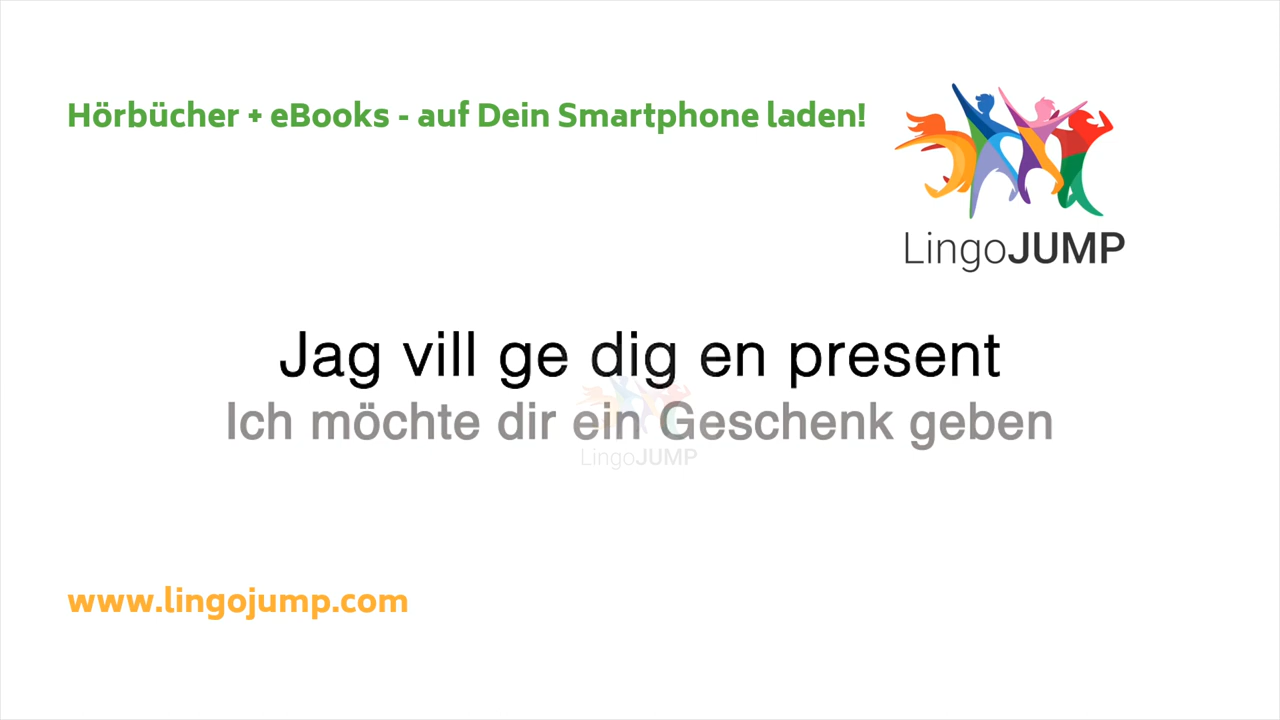 Hörbücher + eBooks - auf Dein Smartphone laden!
LingoJUMP
Jag vill ge dig en present
Ich möchte dir ein Geschenk geben
LingoJUMP
www.lingojump.com